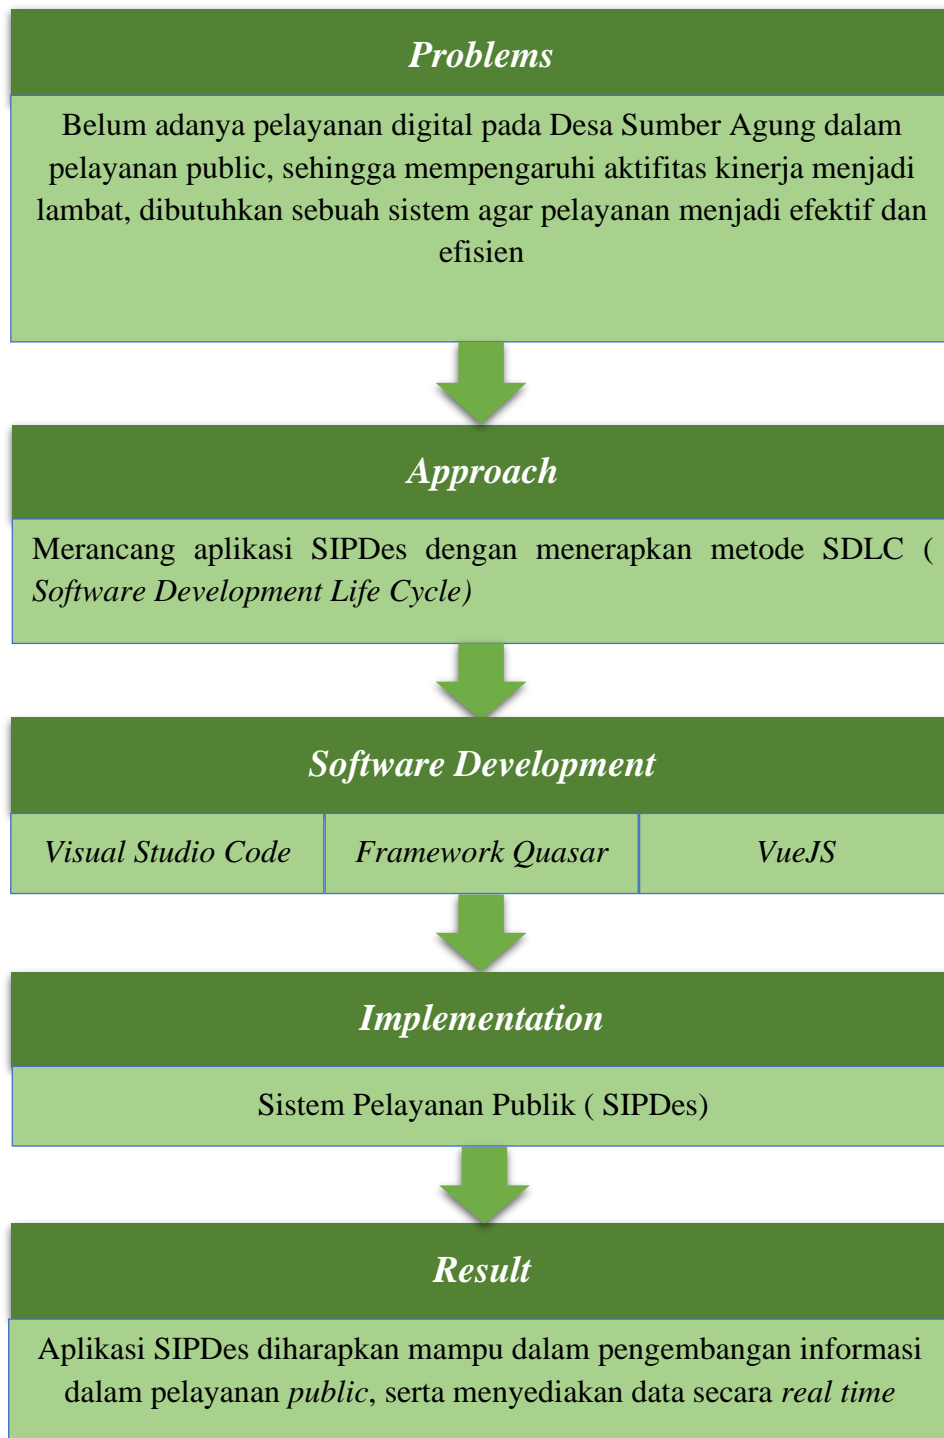 Problems
Belum adanya pelayanan digital pada Desa Sumber Agung dalam
pelayanan public, sehingga mempengaruhi aktifitas kinerja menjadi
lambat, dibutuhkan sebuah sistem agar pelayanan menjadi efektif dan
efisien
Approach
Merancang aplikasi SIPDes dengan menerapkan metode SDLC (
Software Development Life Cycle)
Software Development
Visual Studio Code
Framework Quasar
VueJS
Implementation
Sistem Pelayanan Publik ( SIPDes)
Result
Aplikasi SIPDes diharapkan mampu dalam pengembangan informasi
dalam pelayanan public, serta menyediakan data secara real time